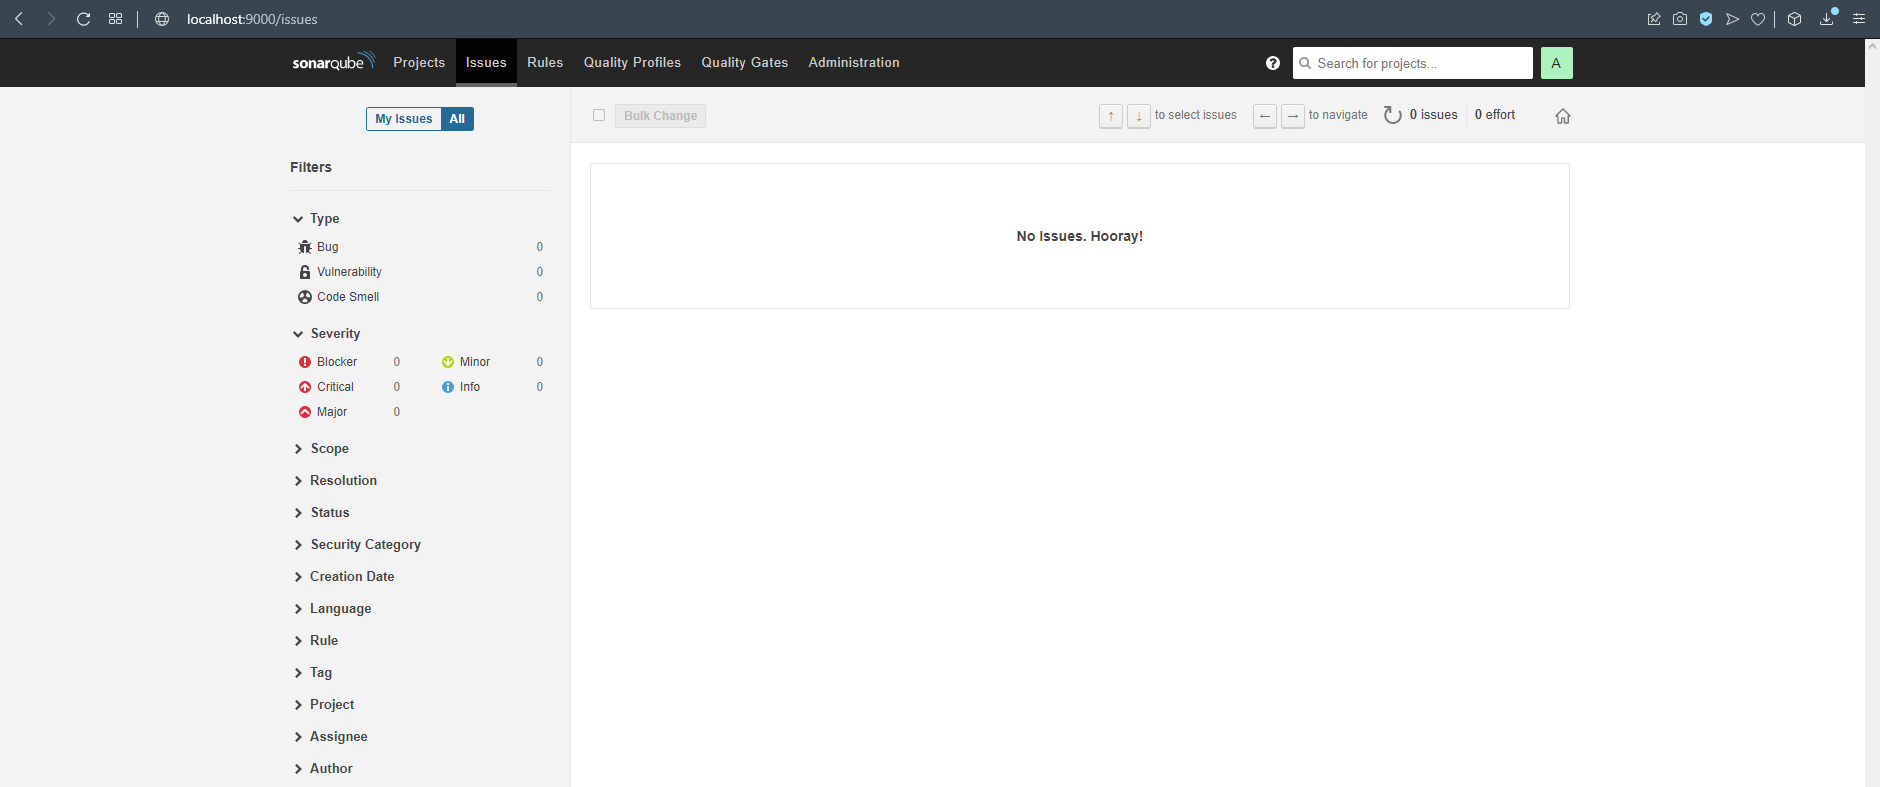 localhost:9000/issues
sonarqube Projects Issues Rules Quality Profiles Quality Gates Administration ? Search for projects... A
My Issues All
Bulk Change ↑ ↓ to select issues ← → to navigate 0 issues 0 effort
Filters
Type
Bug 0
Vulnerability 0
Code Smell 0
Severity
Blocker 0 Minor 0
Critical 0 Info 0
Major 0
Scope
Resolution
Status
Security Category
Creation Date
Language
Rule
Tag
Project
Assignee
Author
No Issues. Hooray!